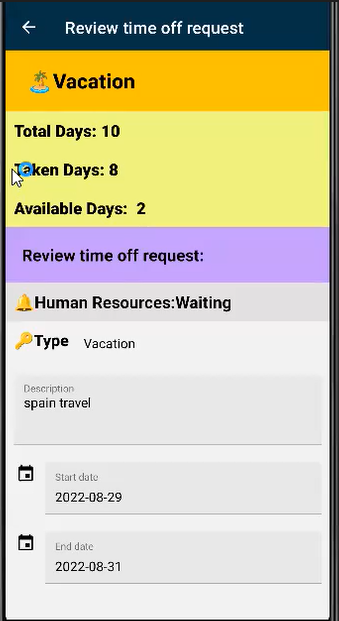 Review time off request
Vacation
Total Days: 10
Taken Days: 8
Available Days: 2
Review time off request:
Human Resources:Waiting
Type Vacation
Description
spain travel
Start date
2022-08-29
End date
2022-08-31